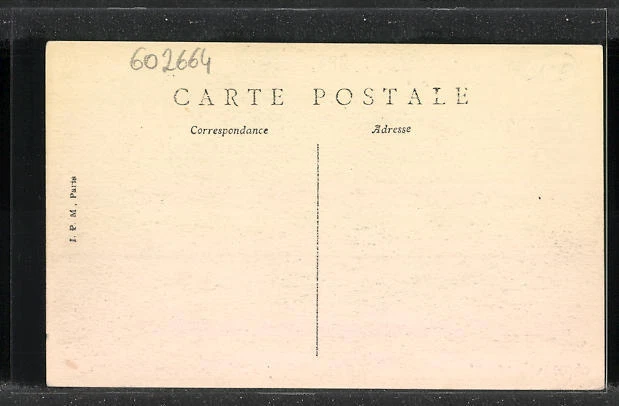 602664
CARTE POSTALE
Correspondance
Adresse
I. P. M., Paris